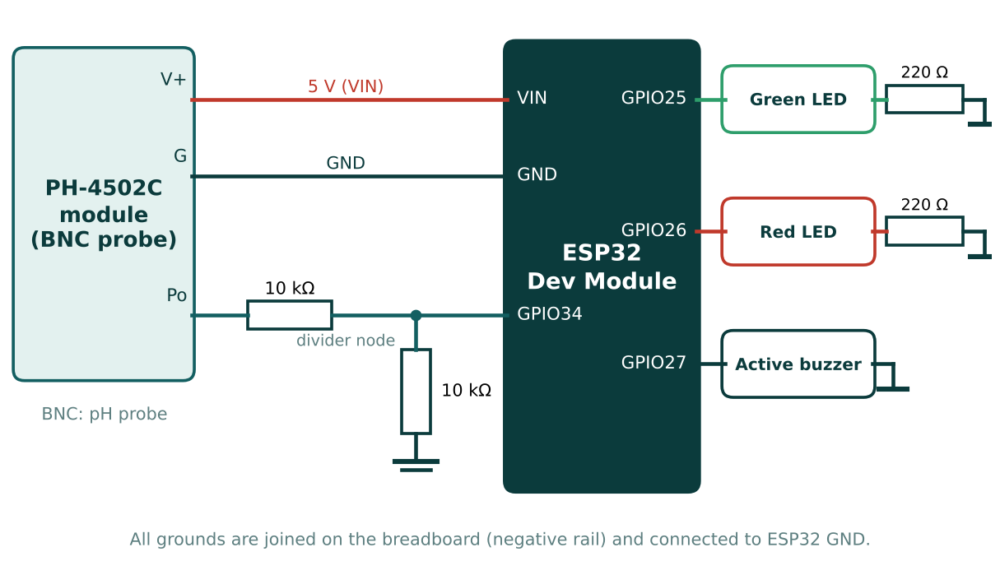 V+
G
PH-4502C
module
(BNC probe)
Po
BNC: pH probe
5 V (VIN)
GND
10 kΩ
divider node
10 kΩ
VIN
GND
GPIO34
ESP32
Dev Module
GPIO25
GPIO26
GPIO27
Green LED
220 Ω
Red LED
220 Ω
Active buzzer
All grounds are joined on the breadboard (negative rail) and connected to ESP32 GND.